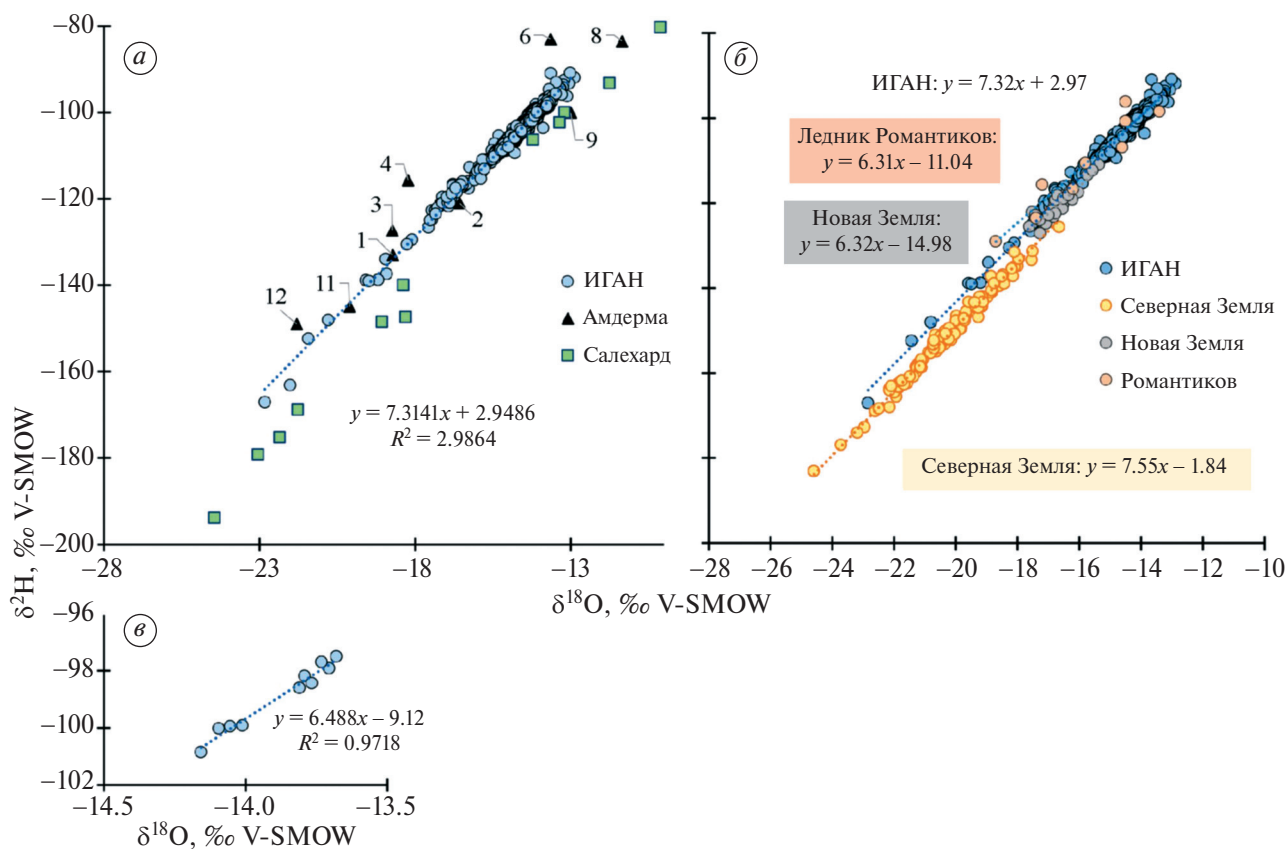 а
−80
−100
−120
−140
−160
−180
−200
−28
−23
−18
−13
6
8
9
4
3
2
1
12
11
ИГАН
Амдерма
Салехард
y = 7.3141x + 2.9486
R² = 2.9864
δ²H, ‰ V-SMOW
δ¹⁸O, ‰ V-SMOW
б
ИГАН: y = 7.32x + 2.97
Ледник Романтиков:
y = 6.31x − 11.04
Новая Земля:
y = 6.32x − 14.98
ИГАН
Северная Земля
Новая Земля
Романтиков
Северная Земля: y = 7.55x − 1.84
−28
−26
−24
−22
−20
−18
−16
−14
−12
−10
в
−96
−98
−100
−102
y = 6.488x − 9.12
R² = 0.9718
−14.5
−14.0
−13.5
δ¹⁸O, ‰ V-SMOW